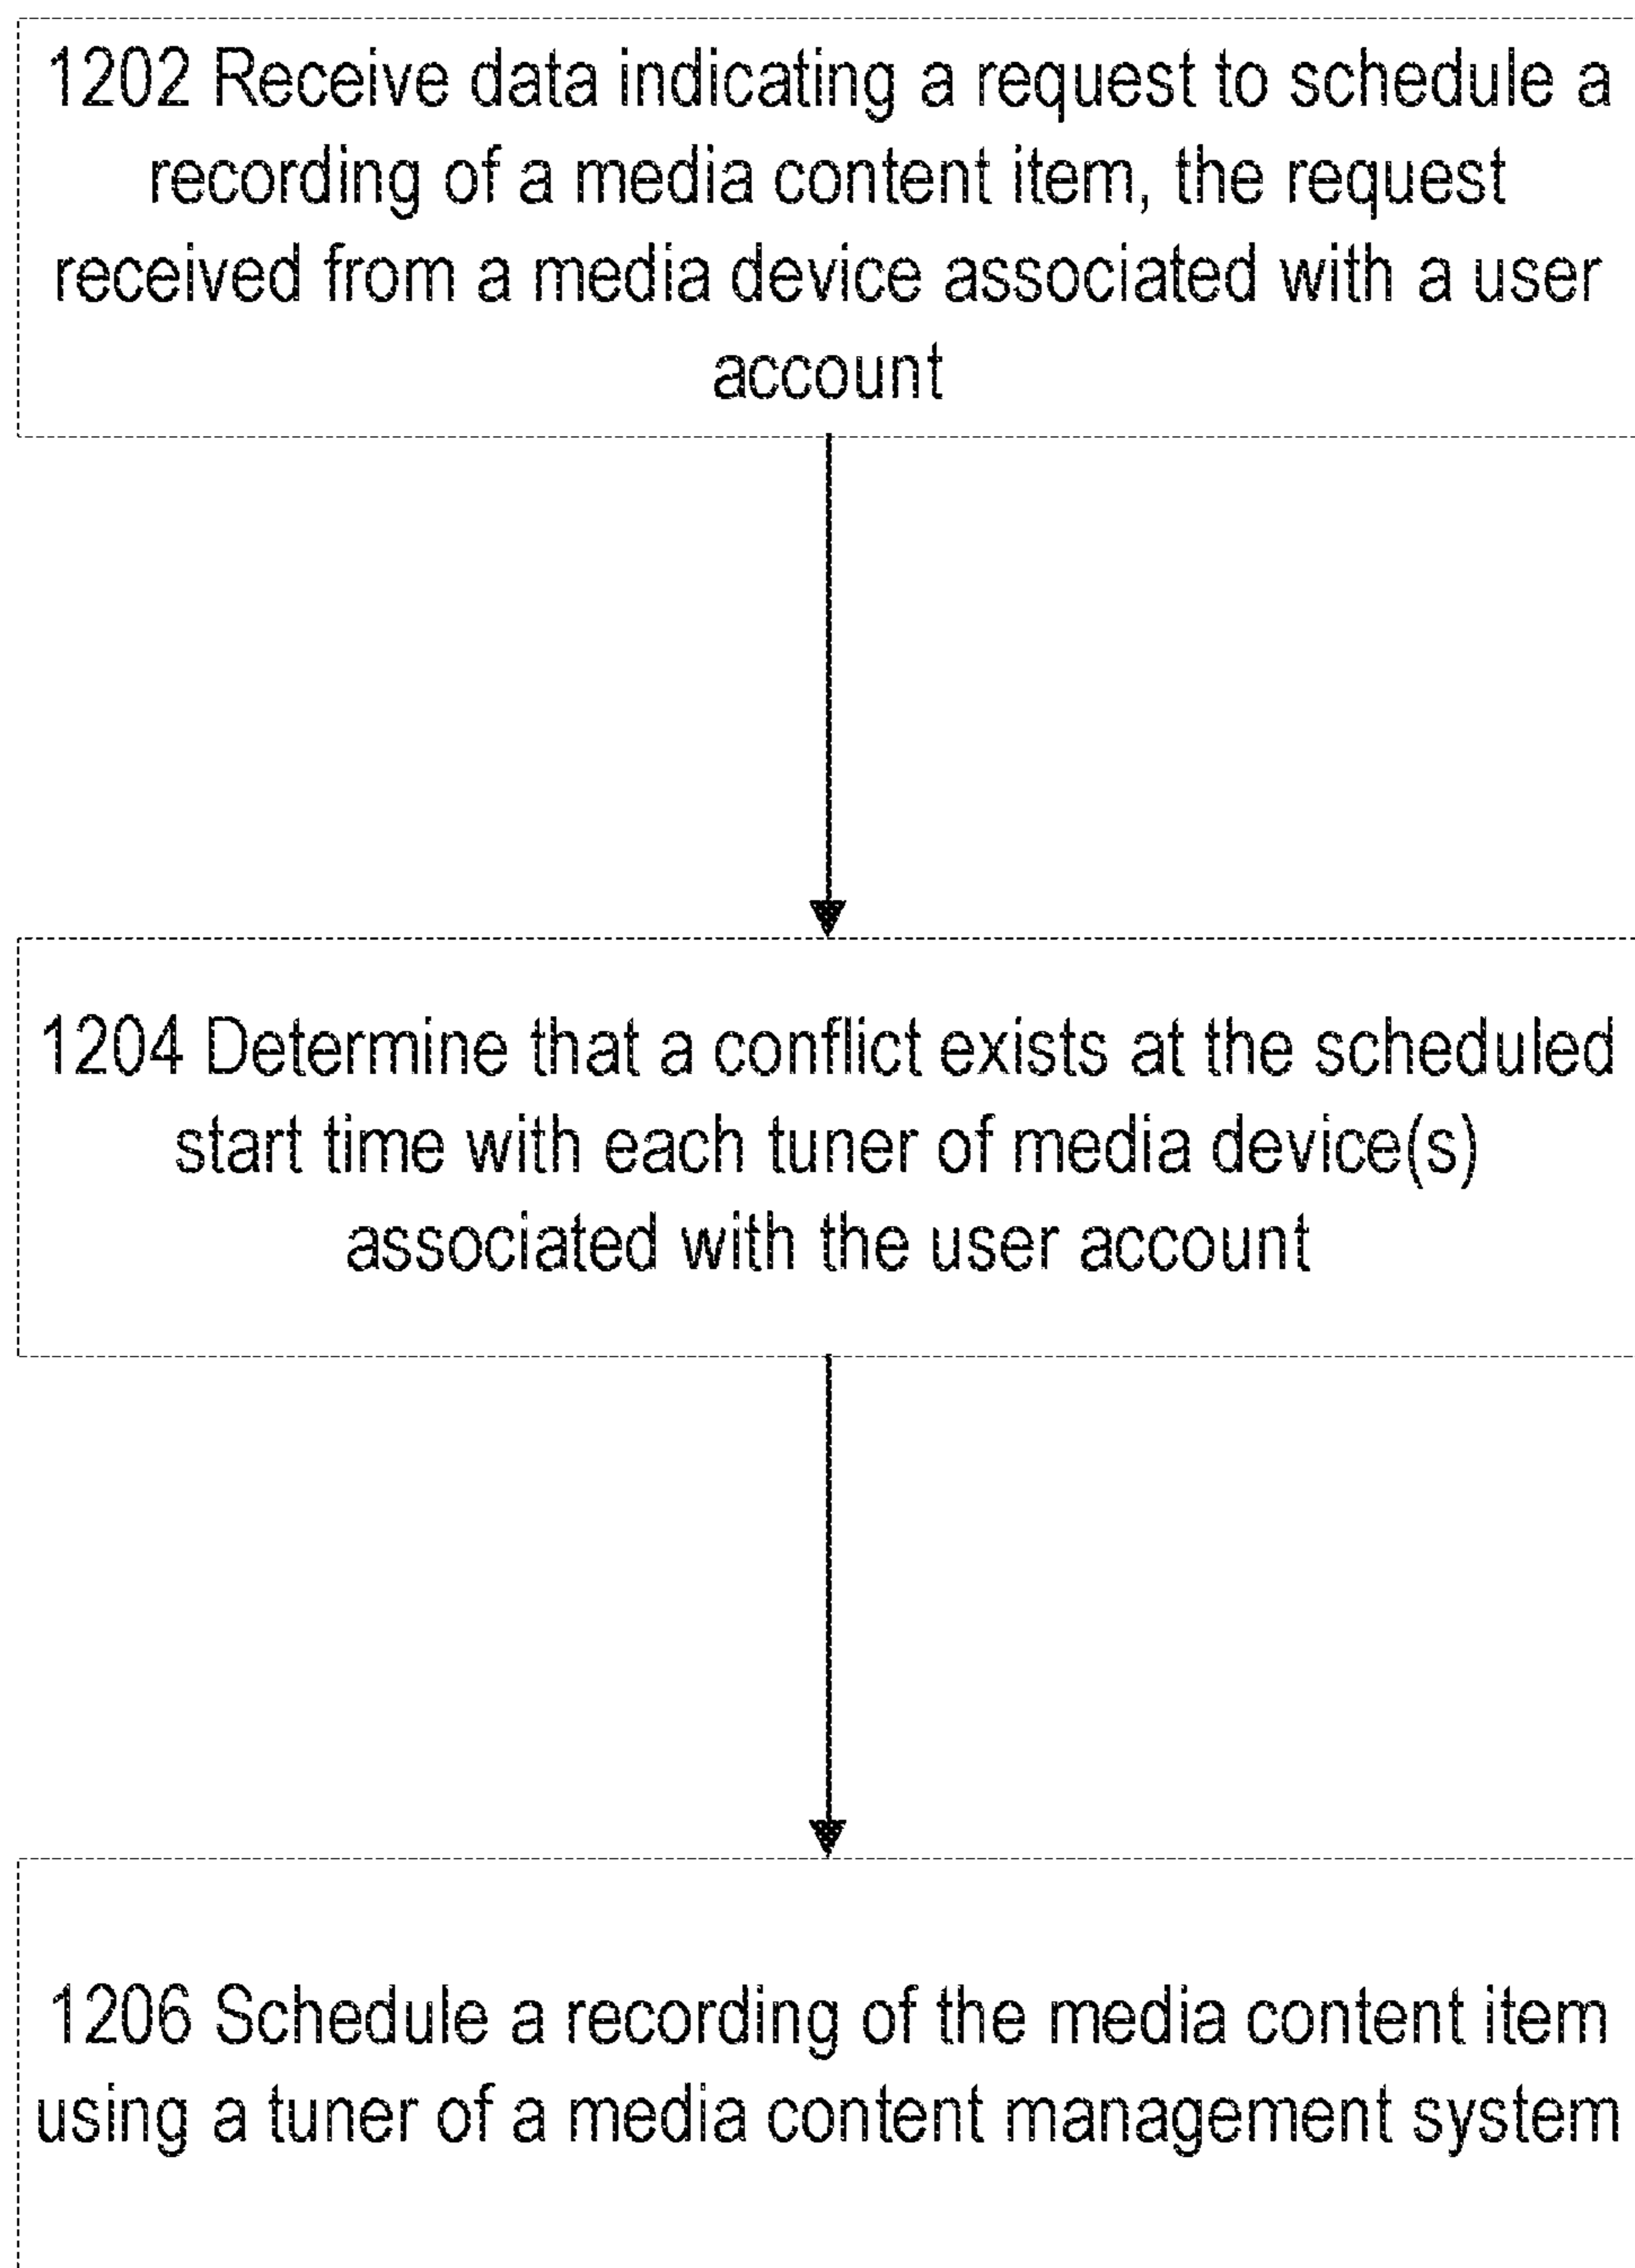 1202 Receive data indicating a request to schedule a
recording of a media content item, the request
received from a media device associated with a user
account
1204 Determine that a conflict exists at the scheduled
start time with each tuner of media device(s)
associated with the user account
1206 Schedule a recording of the media content item
using a tuner of a media content management system